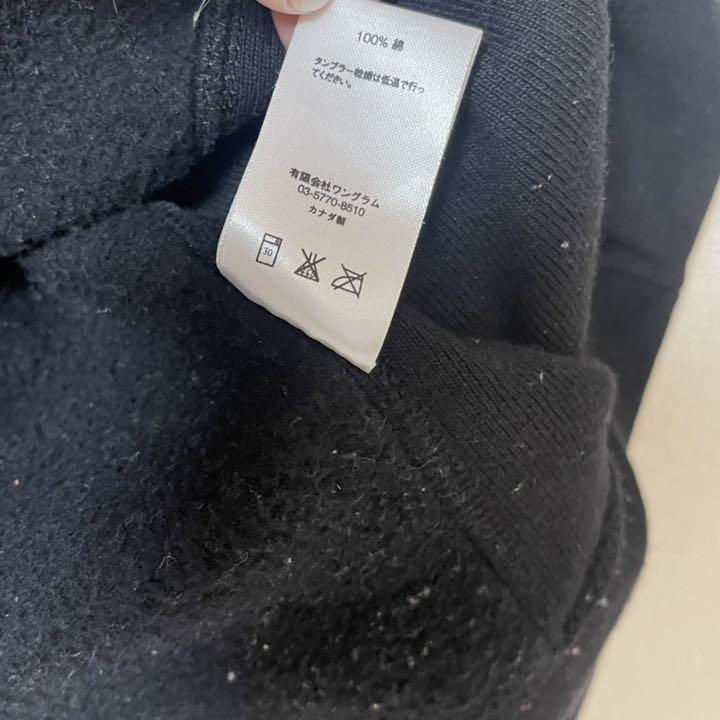 100% 綿
タンブラー乾燥は低温で行っ
てください。
有限会社ワングラム
03-5770-8510
カナダ製
30